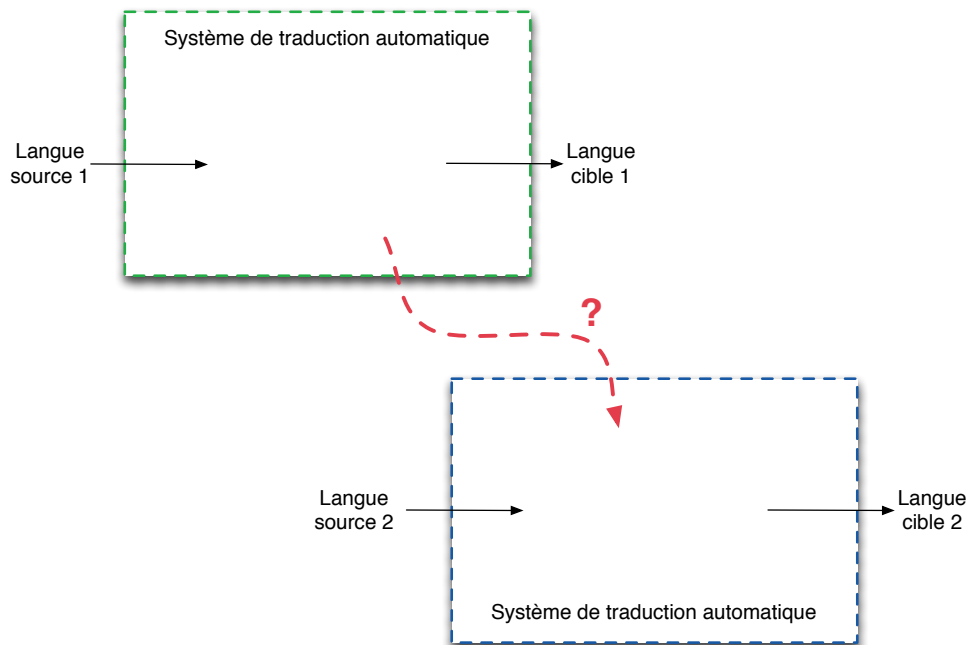 Système de traduction automatique
Langue
source 1
Langue
cible 1
?
Langue
source 2
Langue
cible 2
Système de traduction automatique